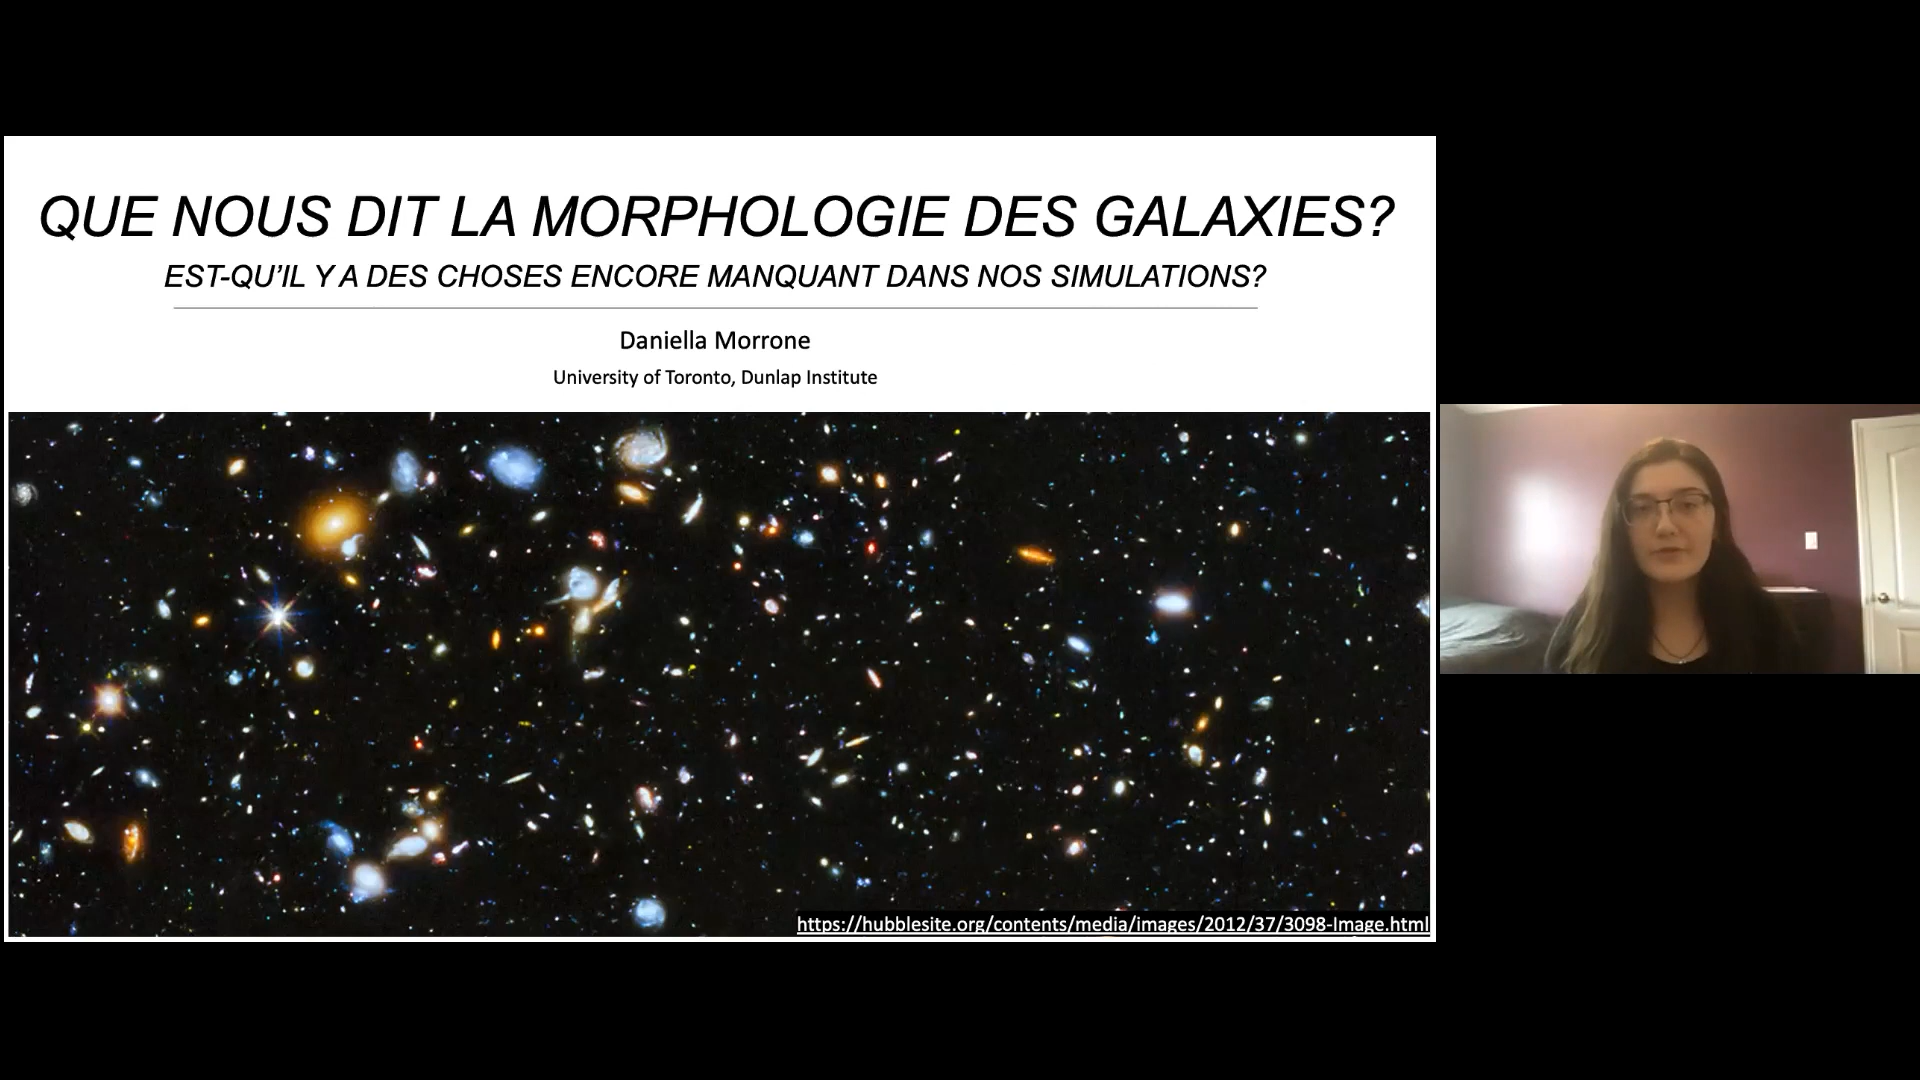 QUE NOUS DIT LA MORPHOLOGIE DES GALAXIES?
EST-QU’IL Y A DES CHOSES ENCORE MANQUANT DANS NOS SIMULATIONS?
Daniella Morrone
University of Toronto, Dunlap Institute
https://hubblesite.org/contents/media/images/2012/37/3098-Image.html